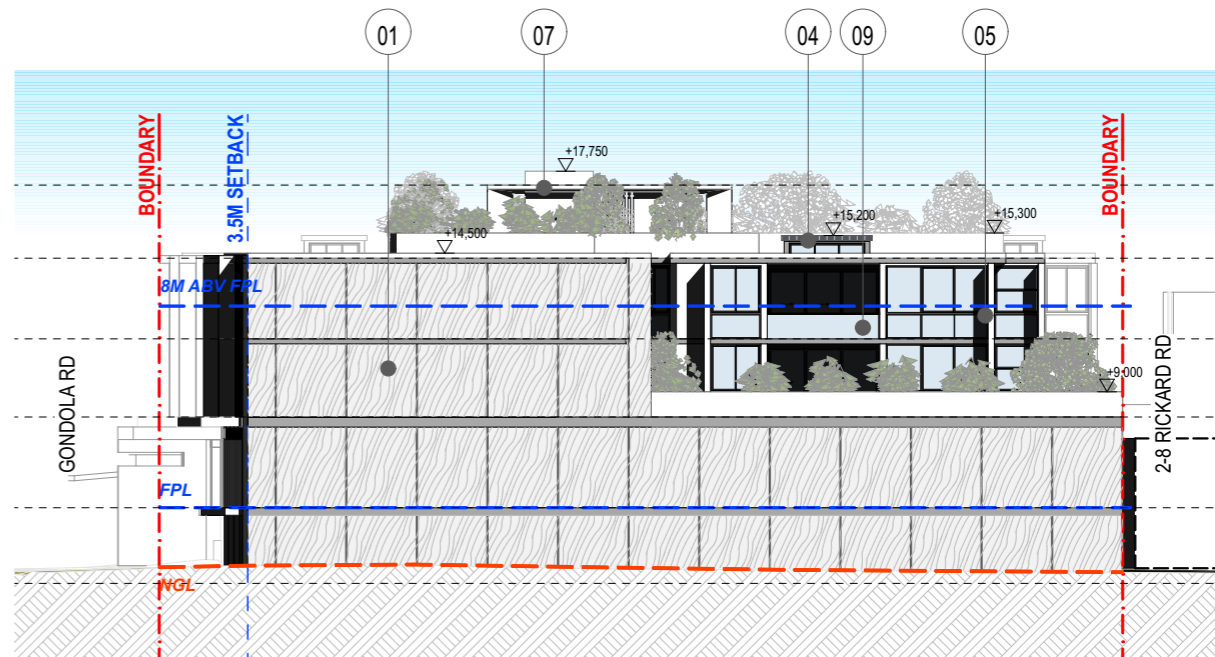 01
07
04
09
05
BOUNDARY
3.5M SETBACK
BOUNDARY
+17,750
+15,200
+15,300
+14,500
8M ABV FPL
+9,000
GONDOLA RD
2-8 RICKARD RD
FPL
NGL